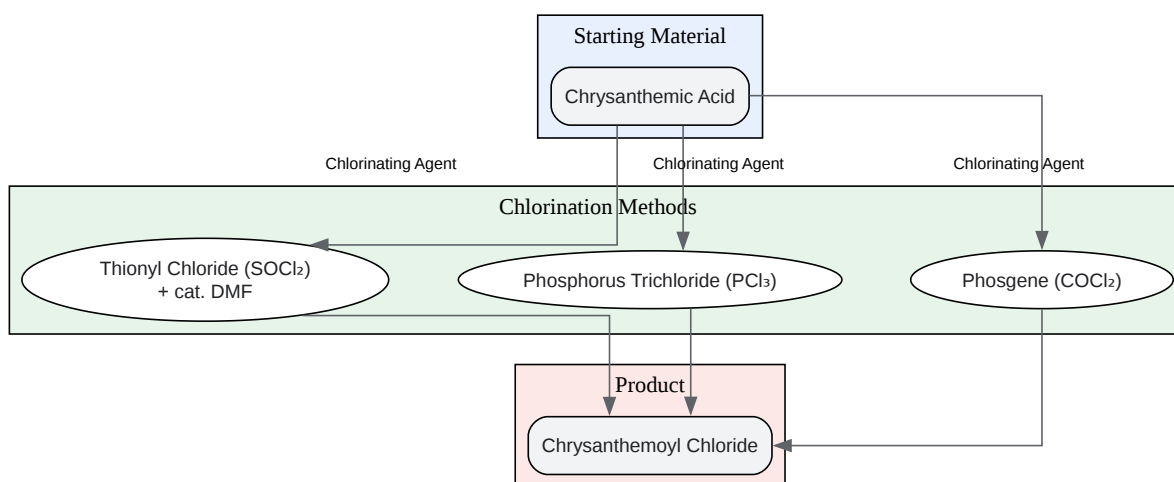 Starting Material
Chrysanthemic Acid
Chlorinating Agent
Chlorinating Agent
Chlorinating Agent
Chlorination Methods
Thionyl Chloride (SOCl₂)
+ cat. DMF
Phosphorus Trichloride (PCl₃)
Phosgene (COCl₂)
Product
Chrysanthemoyl Chloride